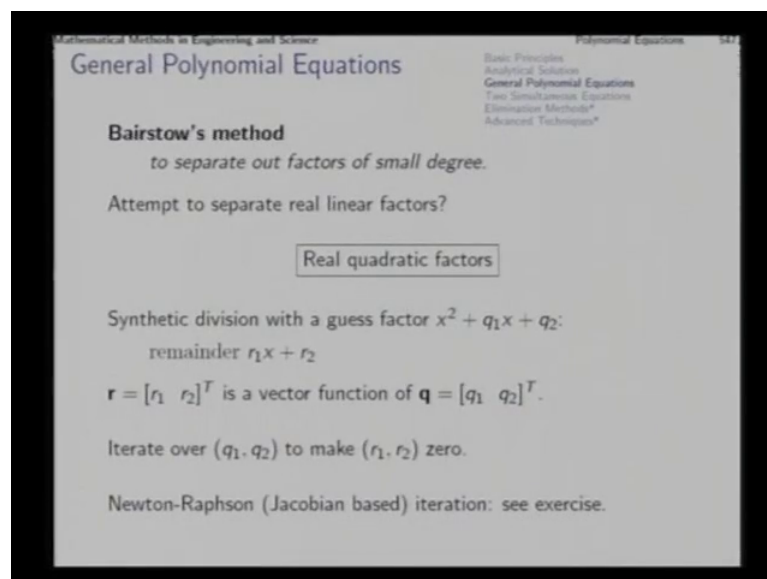 Mathematical Methods in Engineering and Science
Polynomial Equations
547
General Polynomial Equations
Basic Principles
Analytical Solution
General Polynomial Equations
Two Simultaneous Equations
Elimination Methods*
Advanced Techniques*
Bairstow's method
to separate out factors of small degree.
Attempt to separate real linear factors?
Real quadratic factors
Synthetic division with a guess factor x² + q₁x + q₂:
remainder r₁x + r₂
r = [r₁ r₂]ᵀ is a vector function of q = [q₁ q₂]ᵀ.
Iterate over (q₁, q₂) to make (r₁, r₂) zero.
Newton-Raphson (Jacobian based) iteration: see exercise.